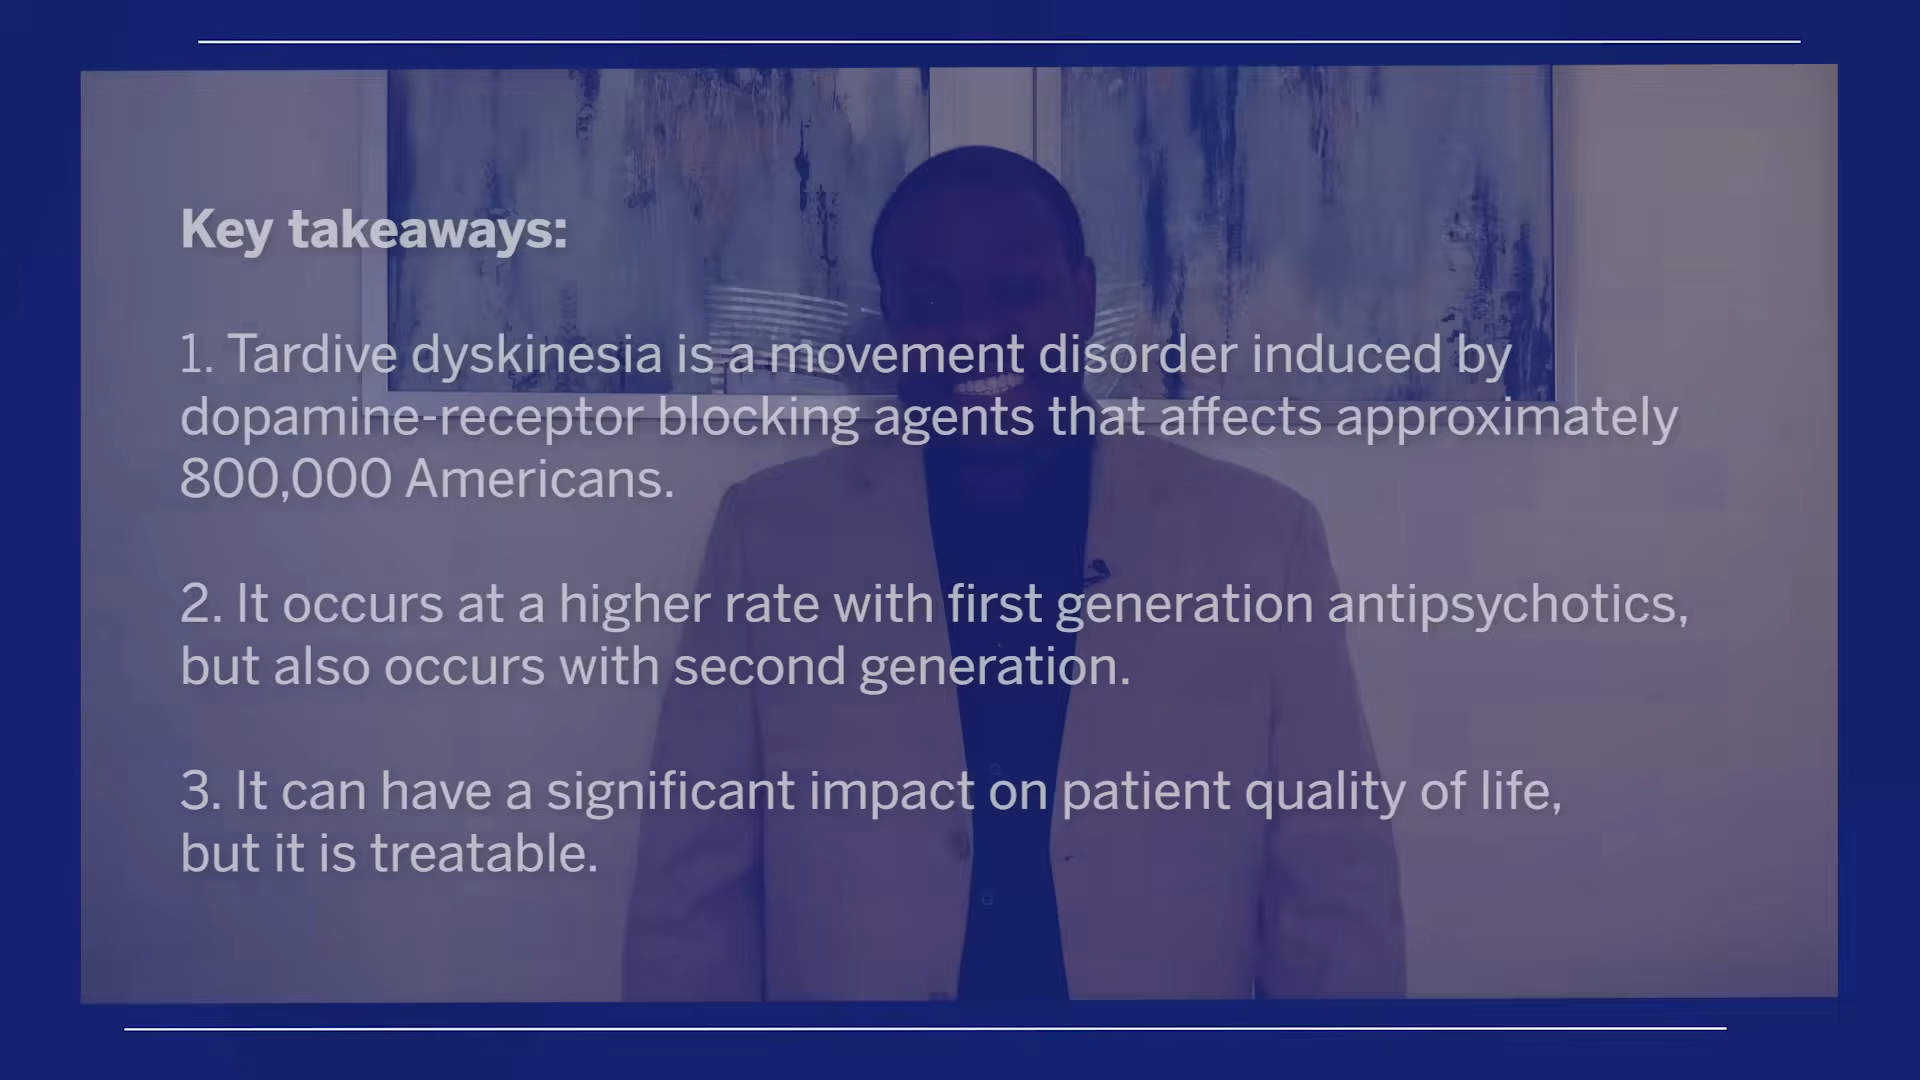 Key takeaways:
1. Tardive dyskinesia is a movement disorder induced by
dopamine-receptor blocking agents that affects approximately
800,000 Americans.
2. It occurs at a higher rate with first generation antipsychotics,
but also occurs with second generation.
3. It can have a significant impact on patient quality of life,
but it is treatable.